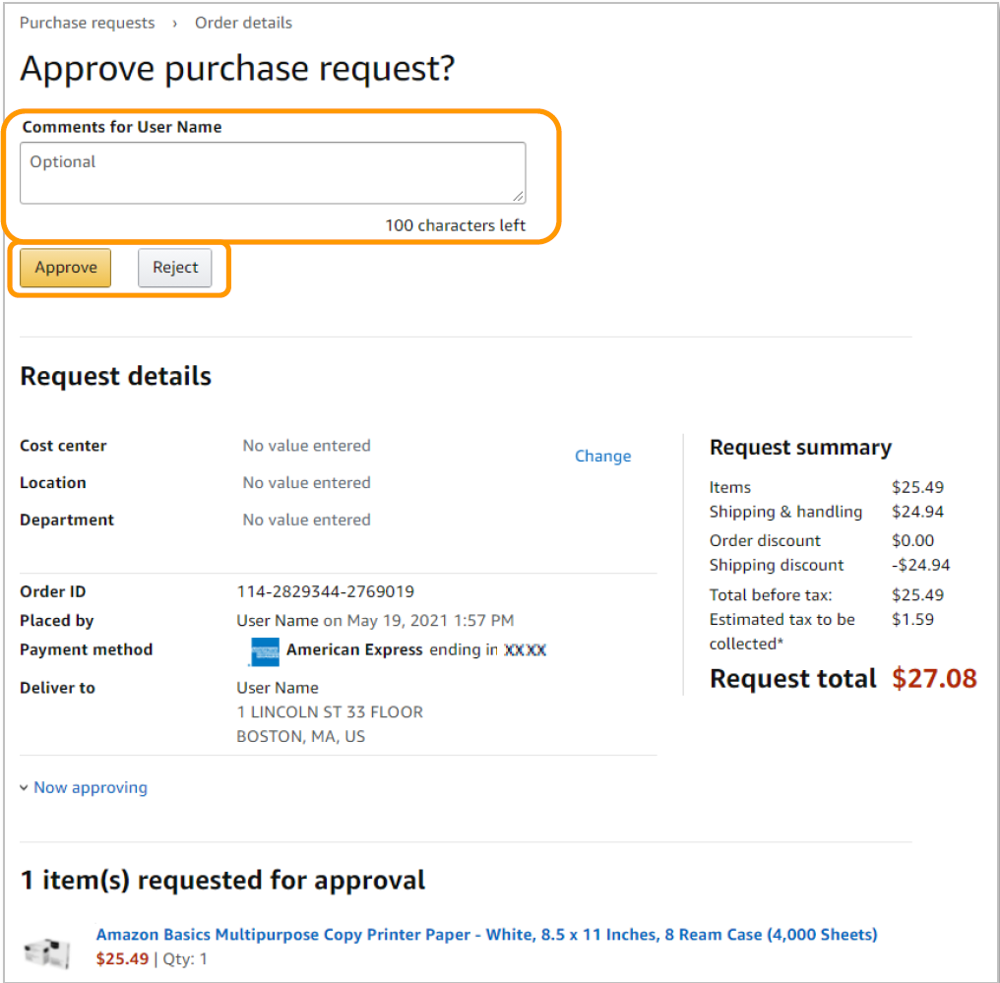 Purchase requests › Order details
Approve purchase request?
Comments for User Name
Optional
100 characters left
Approve
Reject
Request details
Cost center No value entered
Change
Location No value entered
Department No value entered
Order ID 114-2829344-2769019
Placed by User Name on May 19, 2021 1:57 PM
Payment method American Express ending in XXXX
Deliver to User Name
1 LINCOLN ST 33 FLOOR
BOSTON, MA, US
Now approving
Request summary
Items $25.49
Shipping & handling $24.94
Order discount $0.00
Shipping discount -$24.94
Total before tax: $25.49
Estimated tax to be $1.59
collected*
Request total $27.08
1 item(s) requested for approval
Amazon Basics Multipurpose Copy Printer Paper - White, 8.5 x 11 Inches, 8 Ream Case (4,000 Sheets)
$25.49 | Qty: 1